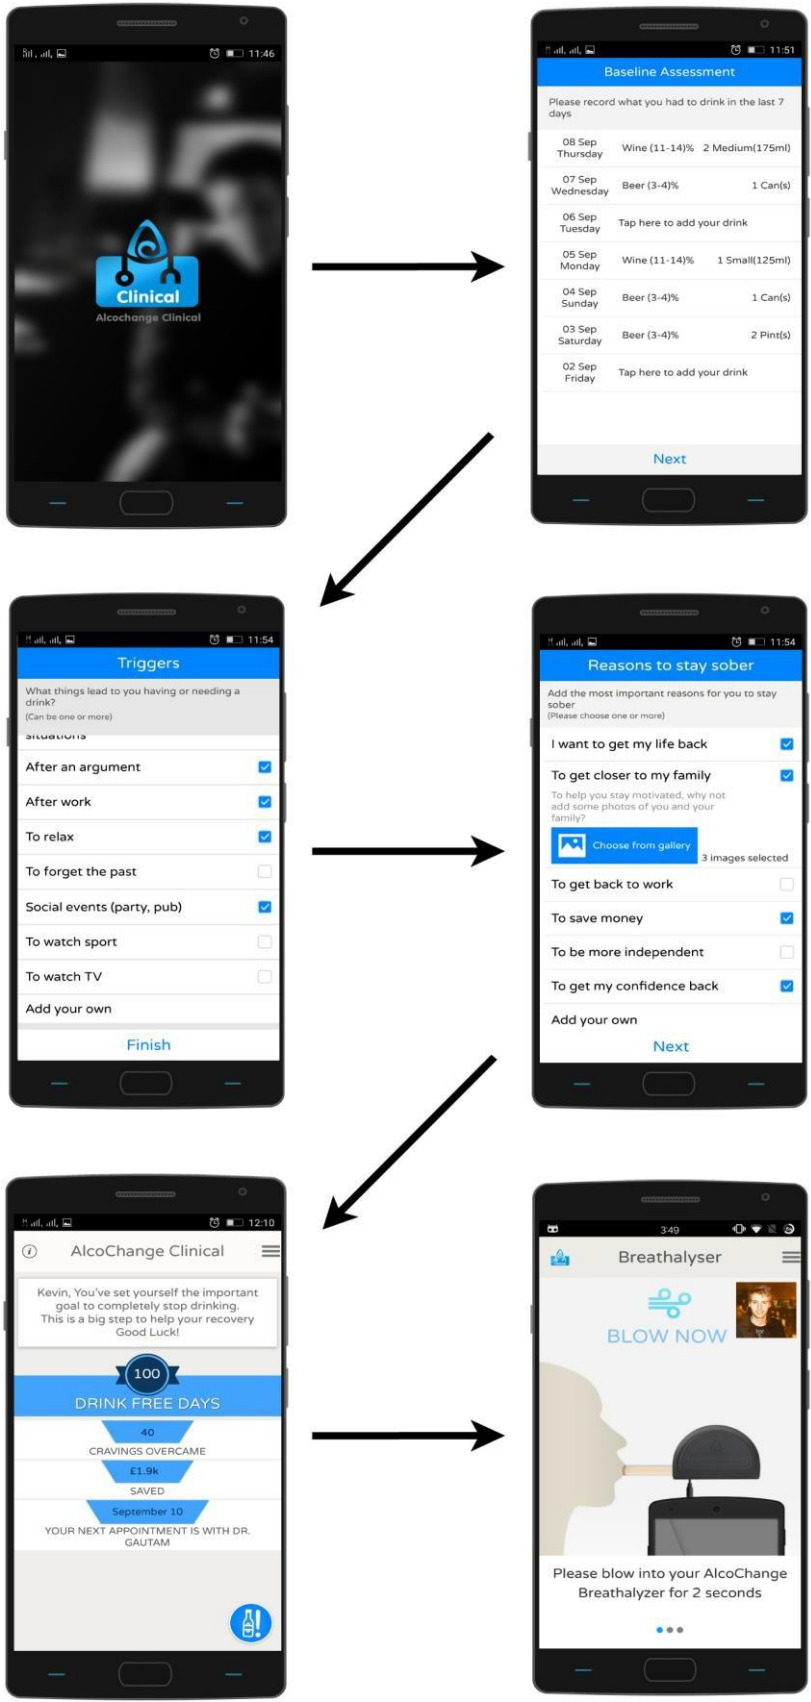 11:46
Clinical
Alcochange Clinical
11:51
Baseline Assessment
Please record what you had to drink in the last 7
days
08 Sep
Thursday
Wine (11-14)% 2 Medium(175ml)
07 Sep
Wednesday
Beer (3-4)% 1 Can(s)
06 Sep
Tuesday
Tap here to add your drink
05 Sep
Monday
Wine (11-14)% 1 Small(125ml)
04 Sep
Sunday
Beer (3-4)% 1 Can(s)
03 Sep
Saturday
Beer (3-4)% 2 Pint(s)
02 Sep
Friday
Tap here to add your drink
Next
11:54
Triggers
What things lead to you having or needing a
drink?
(Can be one or more)
situations
After an argument
After work
To relax
To forget the past
Social events (party, pub)
To watch sport
To watch TV
Add your own
Finish
11:54
Reasons to stay sober
Add the most important reasons for you to stay
sober
(Please choose one or more)
I want to get my life back
To get closer to my family
To help you stay motivated, why not
add some photos of you and your
family?
Choose from gallery
3 images selected
To get back to work
To save money
To be more independent
To get my confidence back
Add your own
Next
12:10
AlcoChange Clinical
Kevin, You've set yourself the important
goal to completely stop drinking.
This is a big step to help your recovery
Good Luck!
100
DRINK FREE DAYS
40
CRAVINGS OVERCAME
£1.9k
SAVED
September 10
YOUR NEXT APPOINTMENT IS WITH DR.
GAUTAM
3:49
Breathalyser
BLOW NOW
Please blow into your AlcoChange
Breathalyzer for 2 seconds